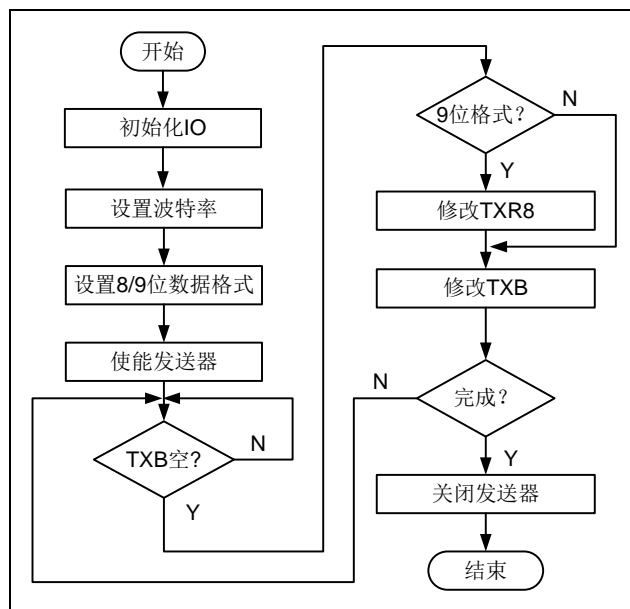 开始
初始化IO
设置波特率
设置8/9位数据格式
使能发送器
TXB空?
N
Y
9位格式?
N
Y
修改TXR8
修改TXB
完成?
N
Y
关闭发送器
结束